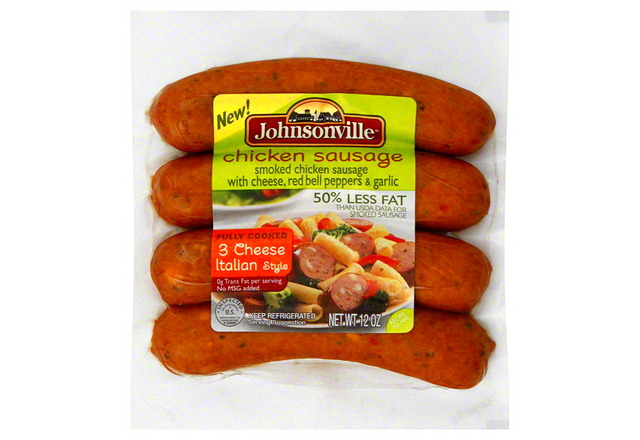 New!
Johnsonville
chicken sausage
smoked chicken sausage
with cheese, red bell peppers & garlic
50% LESS FAT
THAN USDA DATA FOR
SMOKED SAUSAGE
FULLY COOKED
3 Cheese
Italian Style
0g Trans Fat per serving
No MSG added
INSPECTED
U.S.
KEEP REFRIGERATED
Serving Suggestion
NET WT 12 OZ